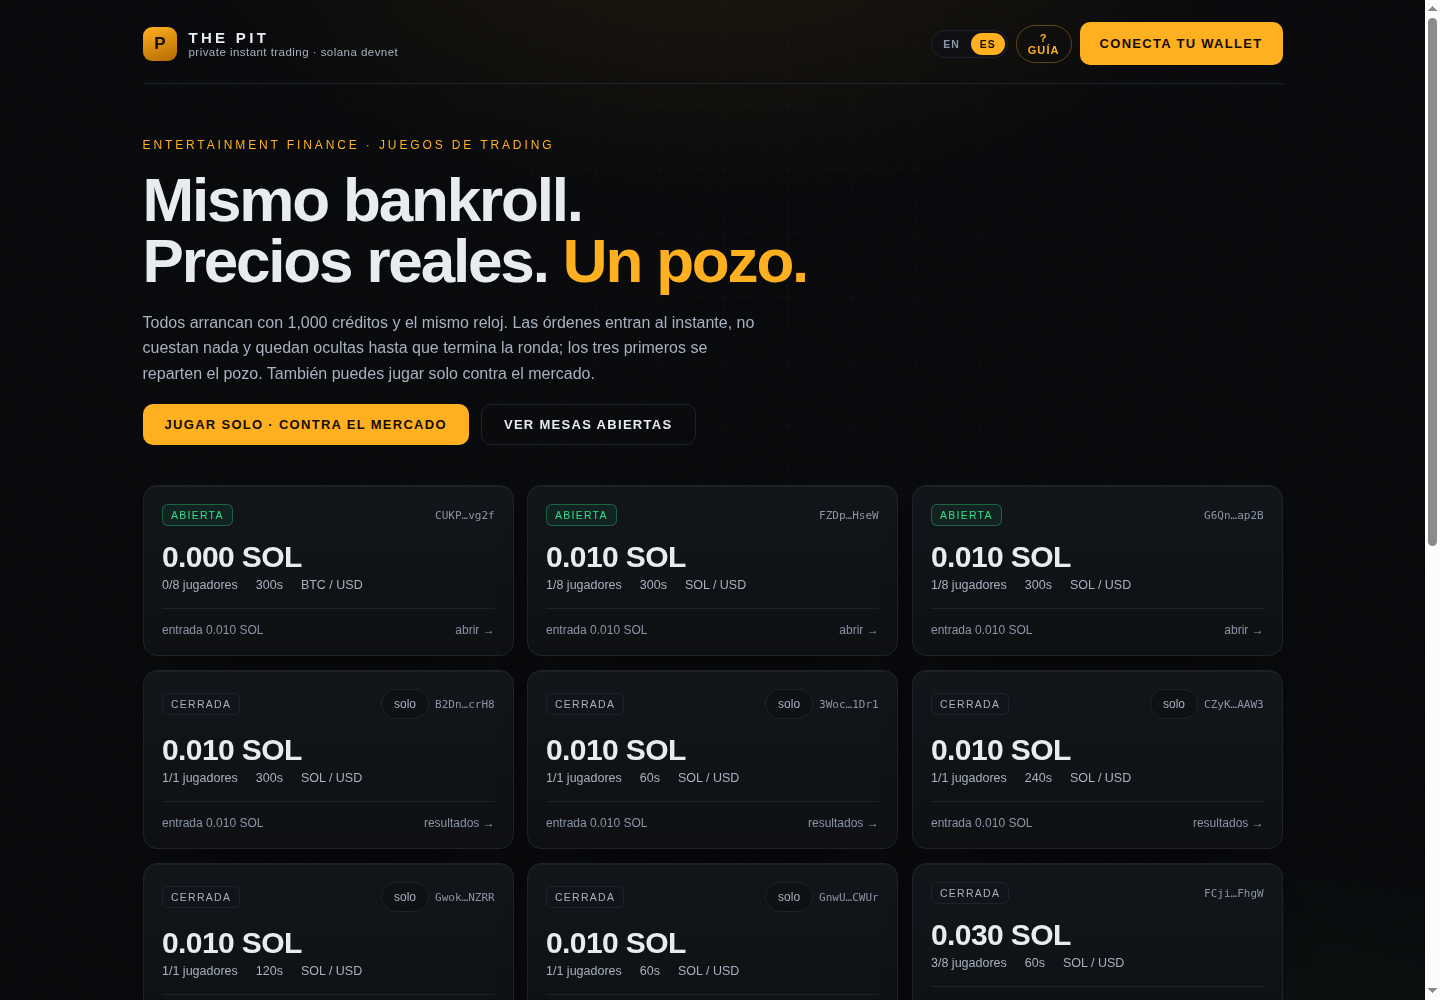 P
THE PIT
private instant trading · solana devnet
EN ES
?
GUÍA
CONECTA TU WALLET
ENTERTAINMENT FINANCE · JUEGOS DE TRADING
Mismo bankroll.
Precios reales. Un pozo.
Todos arrancan con 1,000 créditos y el mismo reloj. Las órdenes entran al instante, no
cuestan nada y quedan ocultas hasta que termina la ronda; los tres primeros se
reparten el pozo. También puedes jugar solo contra el mercado.
JUGAR SOLO · CONTRA EL MERCADO
VER MESAS ABIERTAS
ABIERTA CUKP…vg2f
0.000 SOL
0/8 jugadores 300s BTC / USD
entrada 0.010 SOL abrir →
ABIERTA FZDp…HseW
0.010 SOL
1/8 jugadores 300s SOL / USD
entrada 0.010 SOL abrir →
ABIERTA G6Qn…ap2B
0.010 SOL
1/8 jugadores 300s SOL / USD
entrada 0.010 SOL abrir →
CERRADA solo B2Dn…crH8
0.010 SOL
1/1 jugadores 300s SOL / USD
entrada 0.010 SOL resultados →
CERRADA solo 3Woc…1Dr1
0.010 SOL
1/1 jugadores 60s SOL / USD
entrada 0.010 SOL resultados →
CERRADA solo CZyK…AAW3
0.010 SOL
1/1 jugadores 240s SOL / USD
entrada 0.010 SOL resultados →
CERRADA solo Gwok…NZRR
0.010 SOL
1/1 jugadores 120s SOL / USD
CERRADA solo GnwU…CWUr
0.010 SOL
1/1 jugadores 60s SOL / USD
CERRADA FCji…FhgW
0.030 SOL
3/8 jugadores 60s SOL / USD